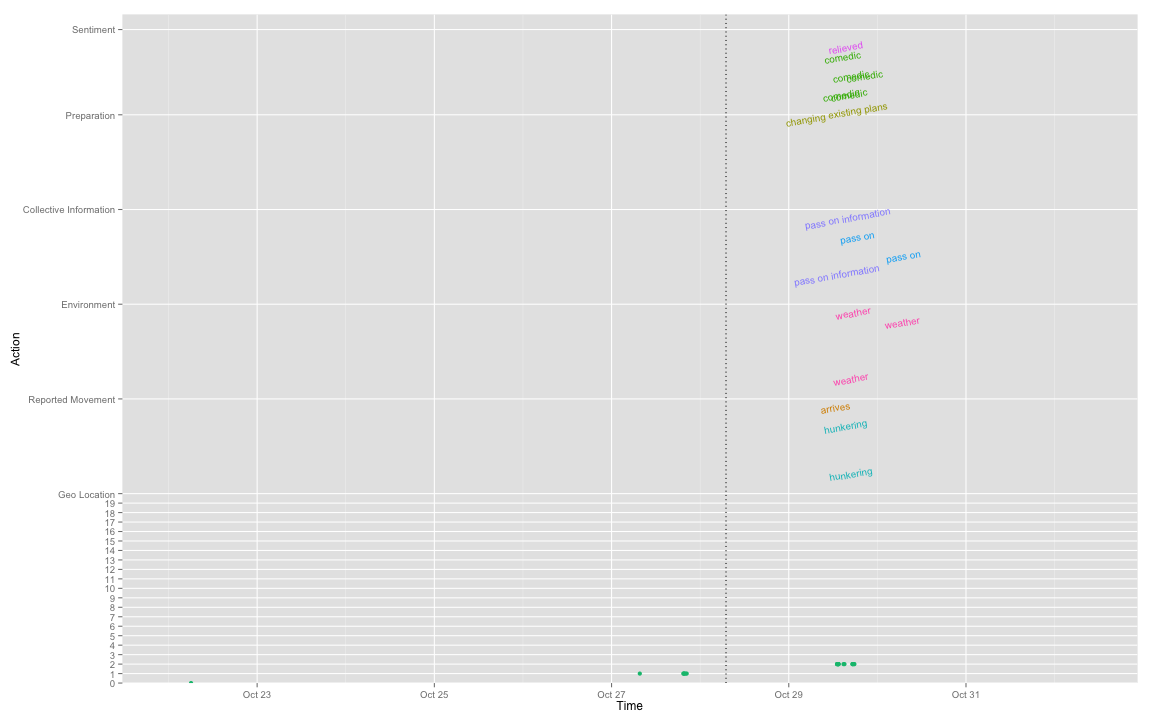 Sentiment
relieved
comedic
comedic
comedic
comedic
comedic
Preparation
changing existing plans
Collective Information
pass on information
pass on
pass on
pass on information
Environment
weather
weather
weather
Reported Movement
arrives
hunkering
hunkering
Geo Location
19
18
17
16
15
14
13
12
11
10
9
8
7
6
5
4
3
2
1
0
Action
Oct 23
Oct 25
Oct 27
Oct 29
Oct 31
Time